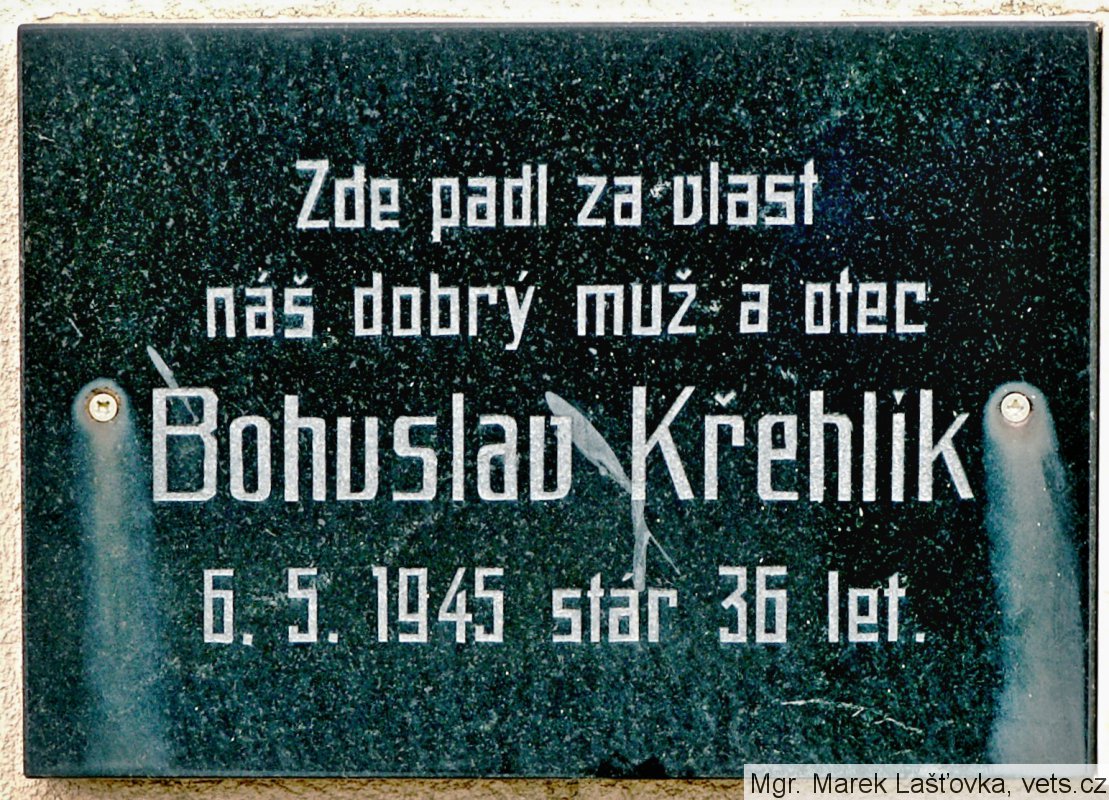 Zde padl za vlast
náš dobrý muž a otec
Bohuslav Křehlik
6. 5. 1945 stár 36 let.
Mgr. Marek Lašťovka, vets.cz